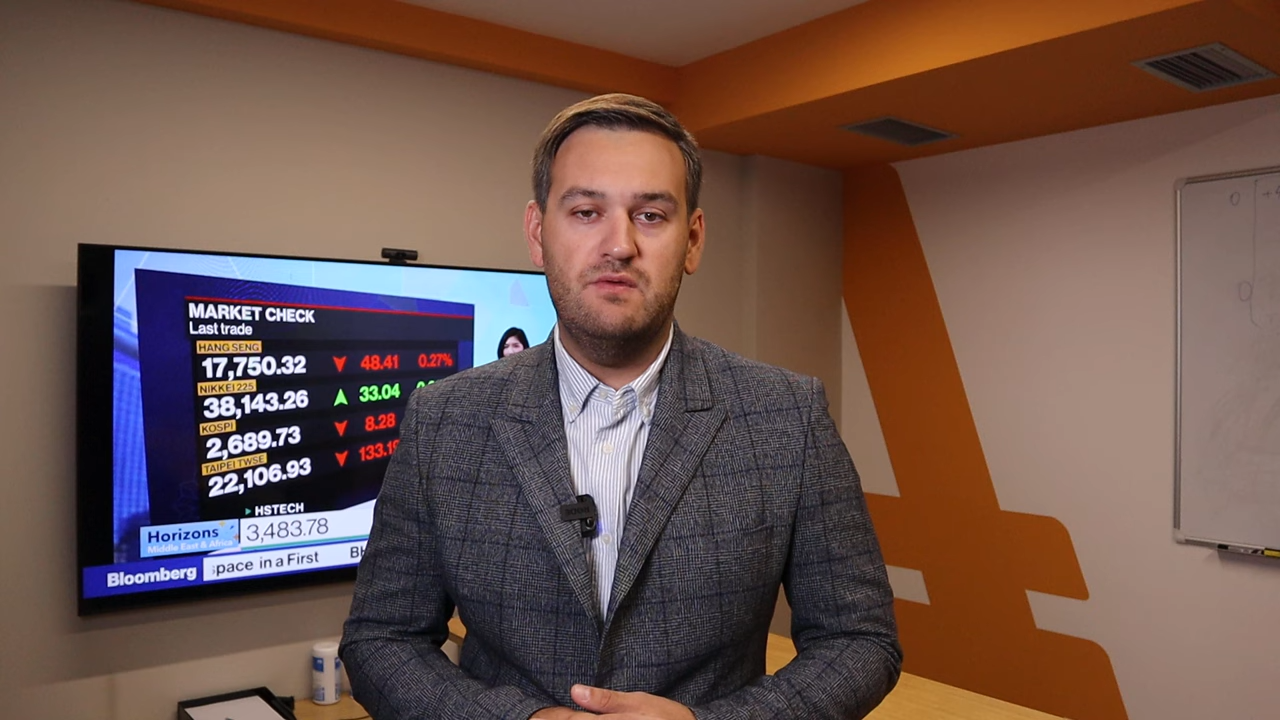 MARKET CHECK
Last trade
HANG SENG
17,750.32 48.41 0.27%
NIKKEI 225
38,143.26 33.04
KOSPI
2,689.73 8.28
TAIPEI TWSE
22,106.93 133.19
HSTECH
Horizons 3,483.78
Middle East & Africa
Bloomberg space in a First